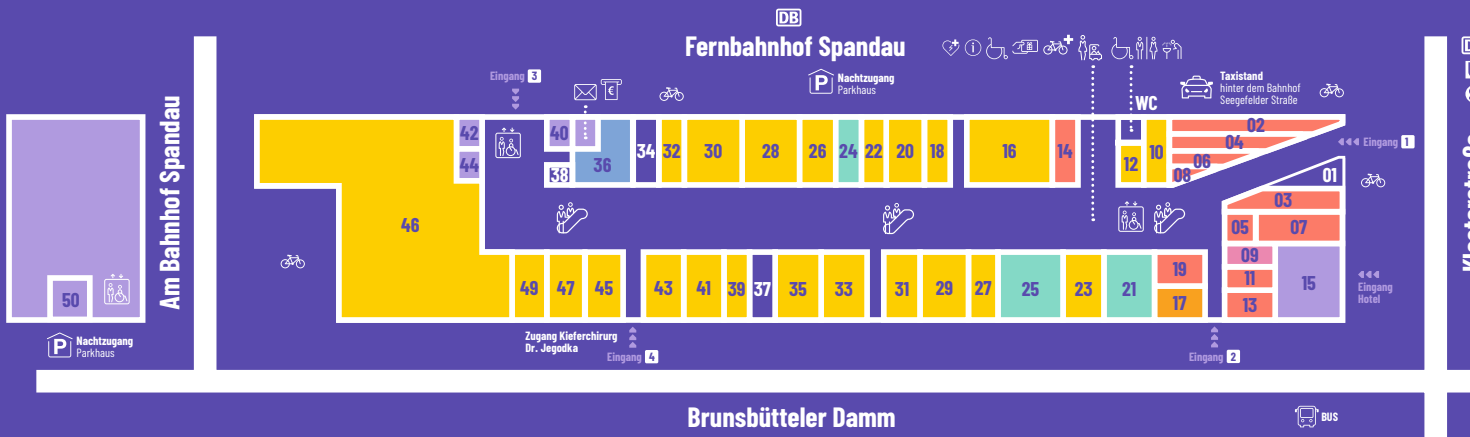 DB
Fernbahnhof Spandau
Eingang 3
€
P Nachtzugang
Parkhaus
WC
Taxistand
hinter dem Bahnhof
Seegefelder Straße
Am Bahnhof Spandau
42
44
40
38
36
34
32
30
28
26
24
22
20
18
16
14
12
10
02
04
06
08
Eingang 1
01
03
05
07
09
11
13
15
Eingang
Hotel
46
49
47
45
43
41
39
37
35
33
31
29
27
25
23
21
19
17
50
P Nachtzugang
Parkhaus
Zugang Kieferchirurg
Dr. Jegodka
Eingang 4
Eingang 2
Brunsbütteler Damm
BUS